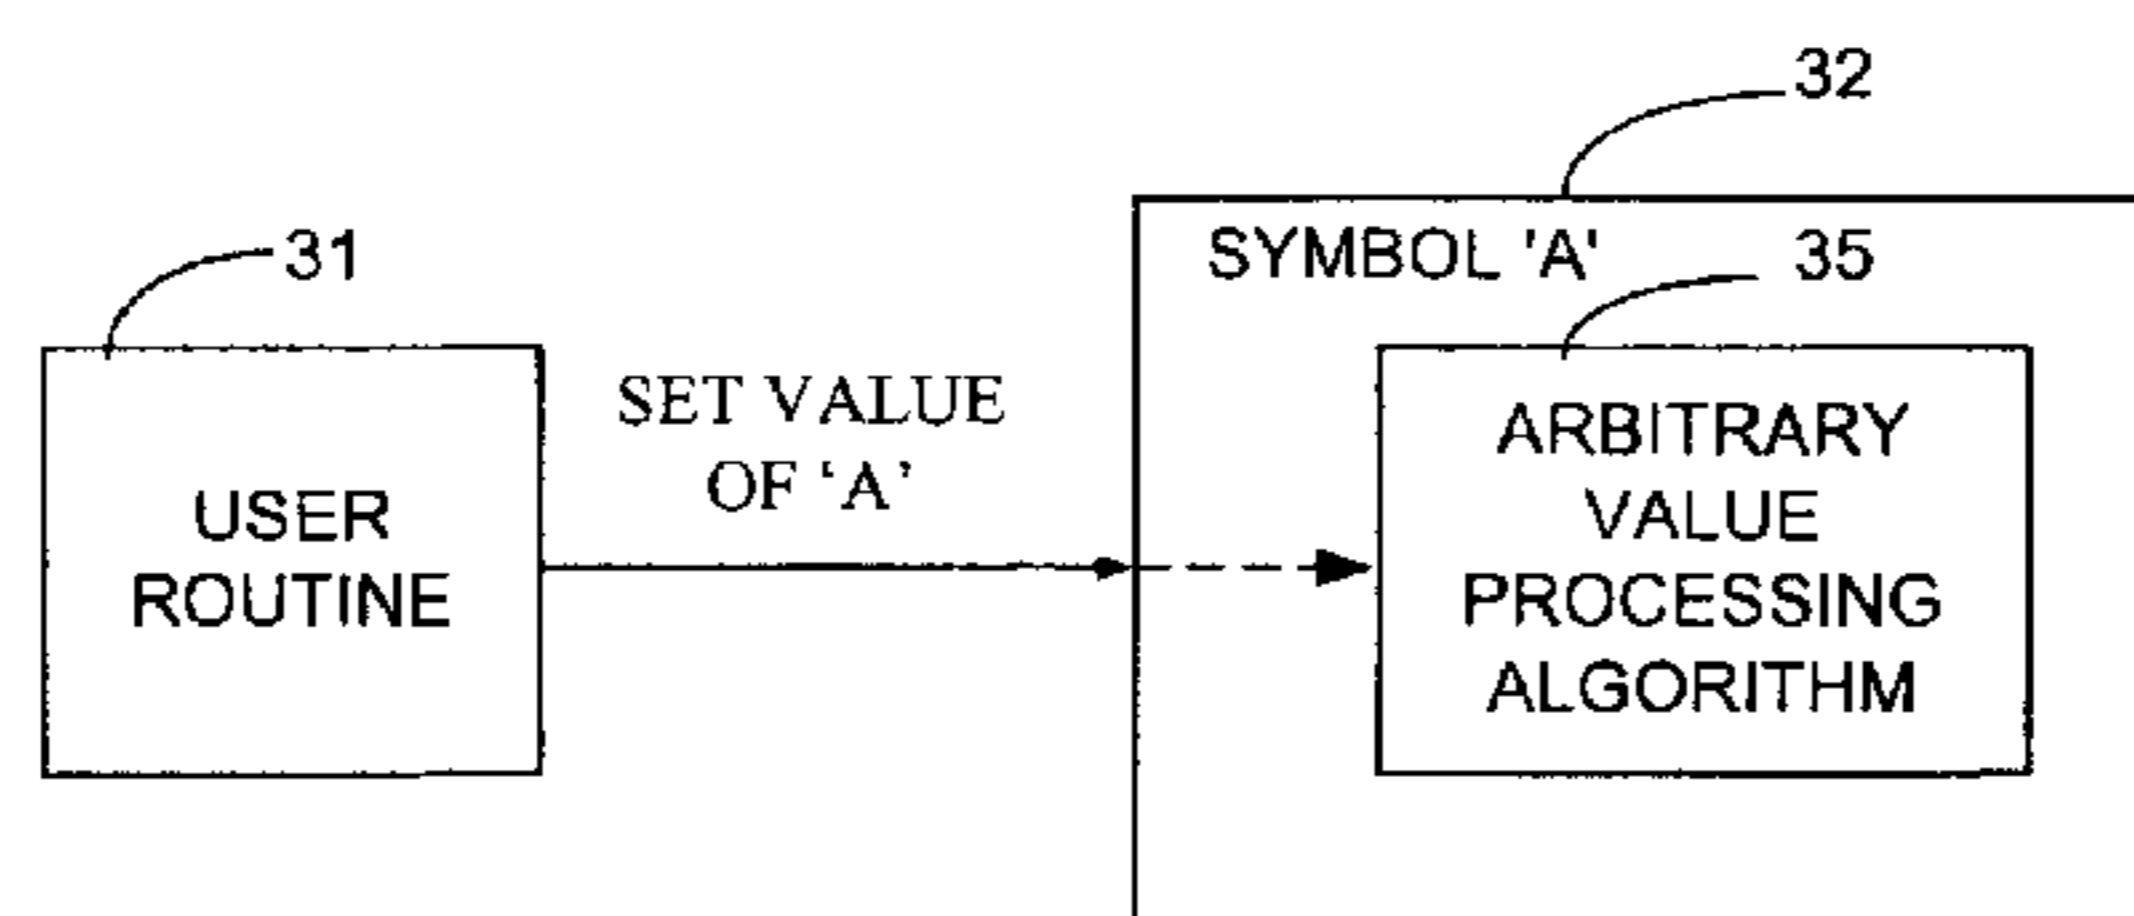 32
31
SYMBOL 'A'
35
SET VALUE
OF ‘A’
USER
ROUTINE
ARBITRARY
VALUE
PROCESSING
ALGORITHM